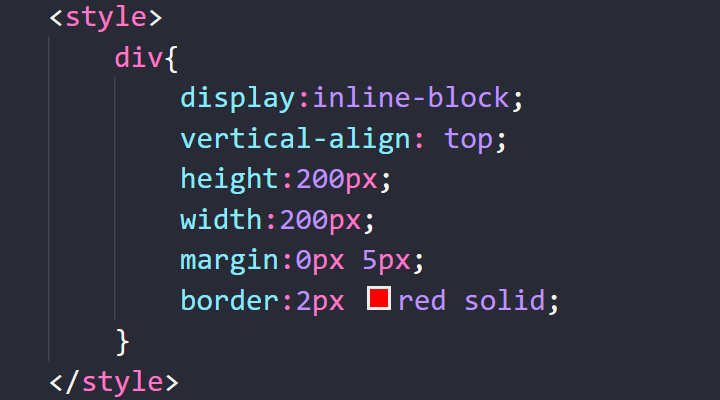 <style>
div{
display:inline-block;
vertical-align: top;
height:200px;
width:200px;
margin:0px 5px;
border:2px red solid;
}
</style>